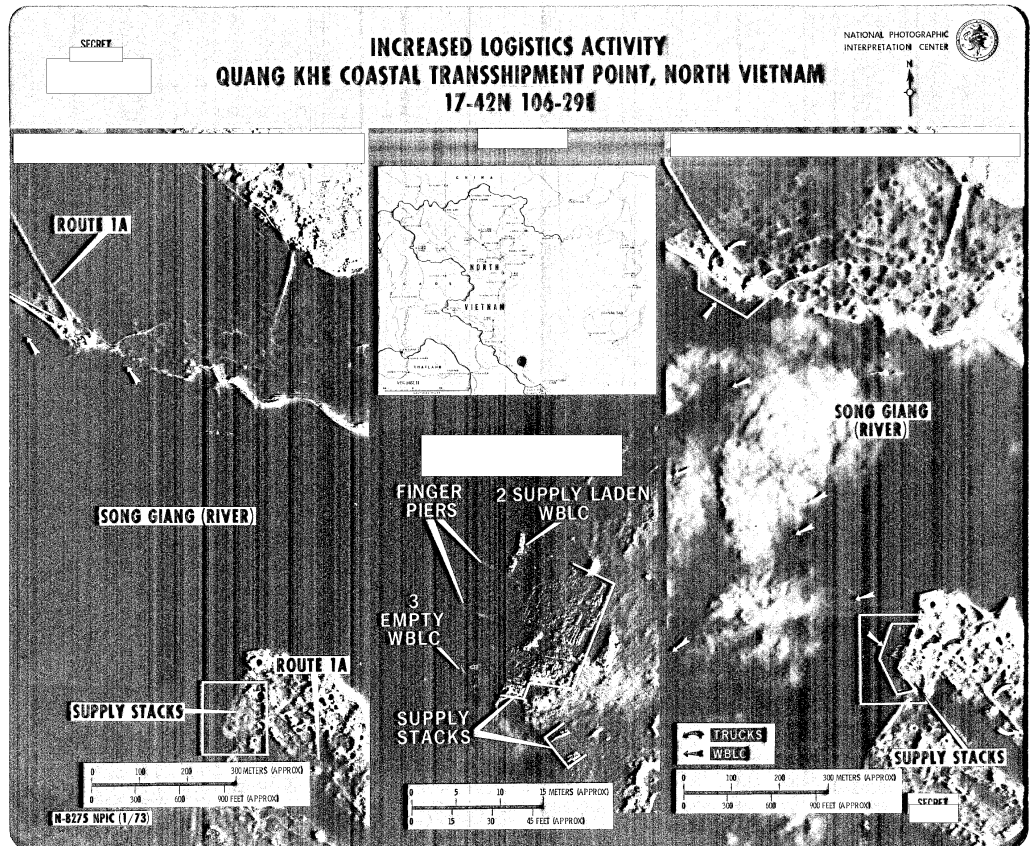 SECRET
INCREASED LOGISTICS ACTIVITY
QUANG KHE COASTAL TRANSSHIPMENT POINT, NORTH VIETNAM
17-42N 106-29E
NATIONAL PHOTOGRAPHIC
INTERPRETATION CENTER
N
ROUTE 1A
SONG GIANG (RIVER)
ROUTE 1A
SUPPLY STACKS
0 100 200 300 METERS (APPROX)
0 300 600 900 FEET (APPROX)
N-8275 NPIC (1/73)
CHINA
NORTH
VIETNAM
LAOS
THAILAND
FINGER
PIERS
2 SUPPLY LADEN
WBLC
3
EMPTY
WBLC
SUPPLY
STACKS
0 5 10 15 METERS (APPROX)
0 15 30 45 FEET (APPROX)
SONG GIANG
(RIVER)
TRUCKS
WBLC
SUPPLY STACKS
0 100 200 300 METERS (APPROX)
0 300 600 900 FEET (APPROX)
SECRET